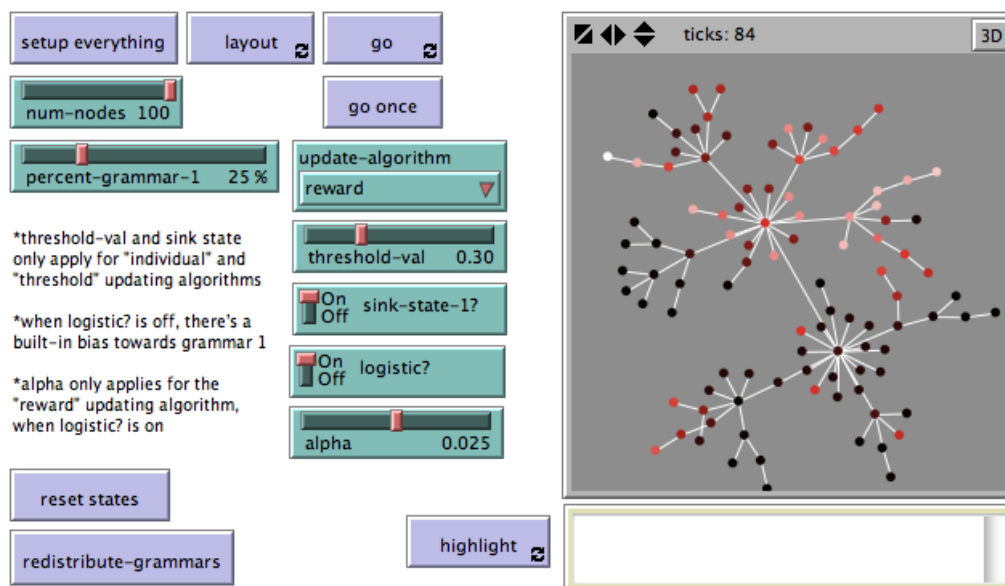 setup everything
layout
go
ticks: 84
3D
num-nodes 100
go once
percent-grammar-1 25 %
update-algorithm
reward
threshold-val 0.30
*threshold-val and sink state
only apply for "individual" and
"threshold" updating algorithms
On
Off
sink-state-1?
*when logistic? is off, there's a
built-in bias towards grammar 1
On
Off
logistic?
*alpha only applies for the
"reward" updating algorithm,
when logistic? is on
alpha 0.025
reset states
redistribute-grammars
highlight